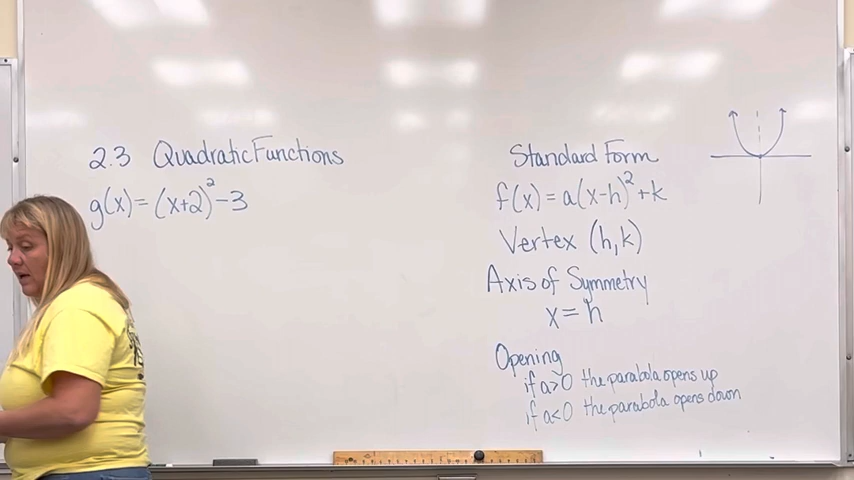 2.3 Quadratic Functions
g(x) = (x+2)² - 3
Standard Form
f(x) = a(x-h)² + k
Vertex (h,k)
Axis of Symmetry
x = h
Opening
if a>0 the parabola opens up
if a<0 the parabola opens down